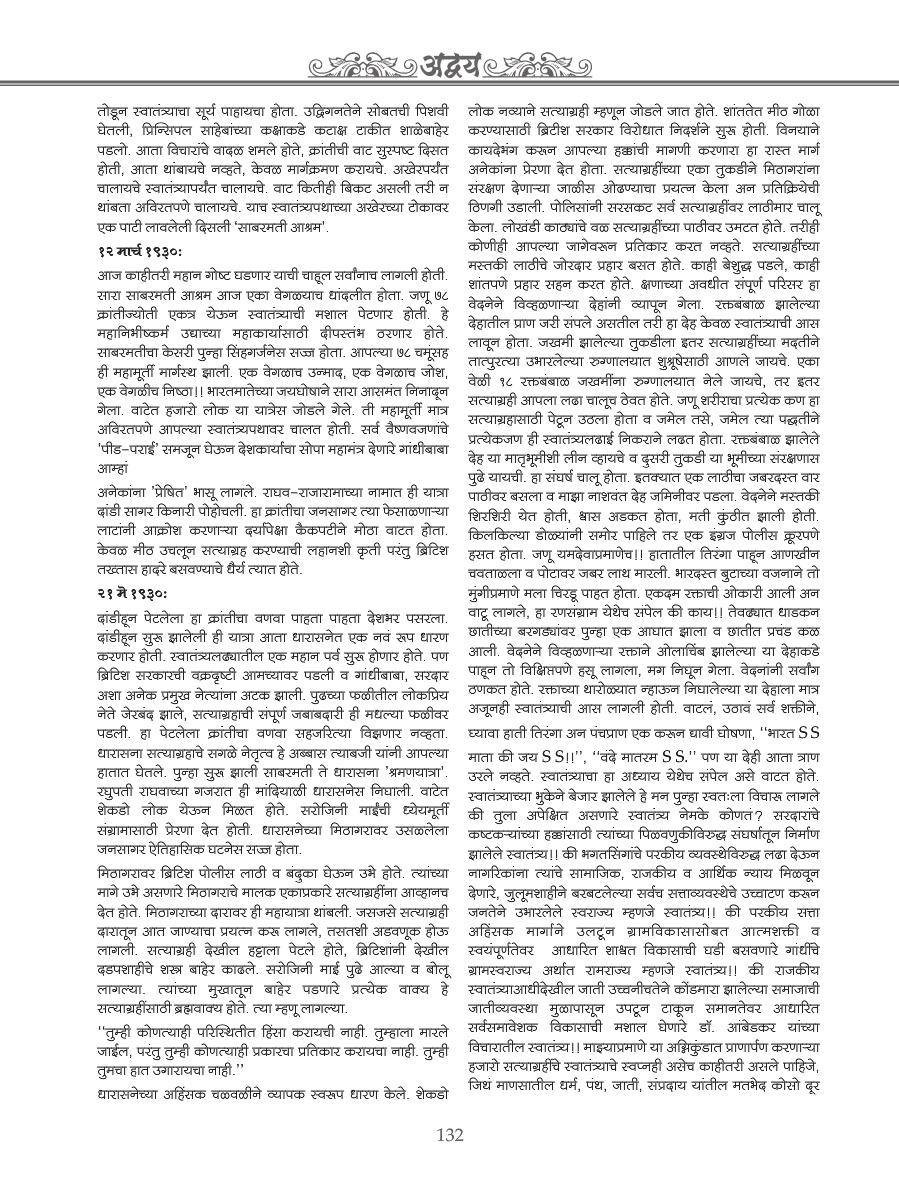 अद्वय
तोडून स्वातंत्र्याचा सूर्य पाहायचा होता. उद्विगनतेने सोबतची पिशवी
घेतली, प्रिन्सिपल साहेबांच्या कक्षाकडे कटाक्ष टाकीत शाळेबाहेर
पडलो. आता विचारांचे वादळ शमले होते, क्रांतीची वाट सुस्पष्ट दिसत
होती, आता थांबायचे नव्हते, केवळ मार्गक्रमण करायचे. अखेरपर्यंत
चालायचे स्वातंत्र्यापर्यंत चालायचे. वाट कितीही बिकट असली तरी न
थांबता अविरतपणे चालायचे. याच स्वातंत्र्यपथाच्या अखेरच्या टोकावर
एक पाटी लावलेली दिसली 'साबरमती आश्रम'.
१२ मार्च १९३०:
आज काहीतरी महान गोष्ट घडणार याची चाहूल सर्वांनाच लागली होती.
सारा साबरमती आश्रम आज एका वेगळ्याच धांदलीत होता. जणू ७८
क्रांतीज्योती एकत्र येऊन स्वातंत्र्याची मशाल पेटणार होती. हे
महानिभीष्कर्म उद्याच्या महाकार्यासाठी दीपस्तंभ ठरणार होते.
साबरमतीचा केसरी पुन्हा सिंहगर्जनेस सज्ज होता. आपल्या ७८ चमूंसह
ही महामूर्ती मार्गस्थ झाली. एक वेगळाच उन्माद, एक वेगळाच जोश,
एक वेगळीच निष्ठा!! भारतमातेच्या जयघोषाने सारा आसमंत निनादून
गेला. वाटेत हजारो लोक या यात्रेस जोडले गेले. ती महामूर्ती मात्र
अविरतपणे आपल्या स्वातंत्र्यपथावर चालत होती. सर्व वैष्णवजणांचे
'पीड-पराई' समजून घेऊन देशकार्याचा सोपा महामंत्र देणारे गांधीबाबा
आम्हां
अनेकांना 'प्रेषित' भासू लागले. राघव-राजारामाच्या नामात ही यात्रा
दांडी सागर किनारी पोहोचली. हा क्रांतीचा जनसागर त्या फेसाळणाऱ्या
लाटांनी आक्रोश करणाऱ्या दर्यापेक्षा कैकपटीने मोठा वाटत होता.
केवळ मीठ उचलून सत्याग्रह करण्याची लहानशी कृती परंतु ब्रिटिश
तख्तास हादरे बसवण्याचे धैर्य त्यात होते.
२१ मे १९३०:
दांडीहून पेटलेला हा क्रांतीचा वणवा पाहता पाहता देशभर पसरला.
दांडीहून सुरू झालेली ही यात्रा आता धारासनेत एक नवं रूप धारण
करणार होती. स्वातंत्र्यलढ्यातील एक महान पर्व सुरू होणार होते. पण
ब्रिटिश सरकारची वक्रदृष्टी आमच्यावर पडली व गांधीबाबा, सरदार
अशा अनेक प्रमुख नेत्यांना अटक झाली. पुढच्या फळीतील लोकप्रिय
नेते जेरबंद झाले, सत्याग्रहाची संपूर्ण जबाबदारी ही मधल्या फळीवर
पडली. हा पेटलेला क्रांतीचा वणवा सहजरित्या विझणार नव्हता.
धारासना सत्याग्रहाचे सगळे नेतृत्व हे अब्बास त्याबजी यांनी आपल्या
हातात घेतले. पुन्हा सुरू झाली साबरमती ते धारासना 'श्रमणयात्रा'.
रघुपती राघवाच्या गजरात ही मांदियाळी धारासनेस निघाली. वाटेत
शेकडो लोक येऊन मिळत होते. सरोजिनी माईंची ध्येयमूर्ती
संग्रामासाठी प्रेरणा देत होती. धारासनेच्या मिठागरावर उसळलेला
जनसागर ऐतिहासिक घटनेस सज्ज होता.
मिठागरावर ब्रिटिश पोलीस लाठी व बंदुका घेऊन उभे होते. त्यांच्या
मागे उभे असणारे मिठागराचे मालक एकाप्रकारे सत्याग्रहींना आव्हानच
देत होते. मिठागराच्या दारावर ही महायात्रा थांबली. जसजसे सत्याग्रही
दारातून आत जाण्याचा प्रयत्न करू लागले, तसतशी अडवणूक होऊ
लागली. सत्याग्रही देखील हट्टाला पेटले होते, ब्रिटिशांनी देखील
दडपशाहीचे शस्त्र बाहेर काढले. सरोजिनी माई पुढे आल्या व बोलू
लागल्या. त्यांच्या मुखातून बाहेर पडणारे प्रत्येक वाक्य हे
सत्याग्रहींसाठी ब्रह्मवाक्य होते. त्या म्हणू लागल्या.
''तुम्ही कोणत्याही परिस्थितीत हिंसा करायची नाही. तुम्हाला मारले
जाईल, परंतु तुम्ही कोणत्याही प्रकारचा प्रतिकार करायचा नाही. तुम्ही
तुमचा हात उगारायचा नाही.''
धारासनेच्या अहिंसक चळवळीने व्यापक स्वरूप धारण केले. शेकडो
लोक नव्याने सत्याग्रही म्हणून जोडले जात होते. शांततेत मीठ गोळा
करण्यासाठी ब्रिटीश सरकार विरोधात निदर्शने सुरू होती. विनयाने
कायदेभंग करून आपल्या हक्कांची मागणी करणारा हा रास्त मार्ग
अनेकांना प्रेरणा देत होता. सत्याग्रहींच्या एका तुकडीने मिठागरांना
संरक्षण देणाऱ्या जाळीस ओढण्याचा प्रयत्न केला अन प्रतिक्रियेची
ठिणगी उडाली. पोलिसांनी सरसकट सर्व सत्याग्रहींवर लाठीमार चालू
केला. लोखंडी काठ्यांचे वळ सत्याग्रहींच्या पाठीवर उमटत होते. तरीही
कोणीही आपल्या जागेवरून प्रतिकार करत नव्हते. सत्याग्रहींच्या
मस्तकी लाठीचे जोरदार प्रहार बसत होते. काही बेशुद्ध पडले, काही
शांतपणे प्रहार सहन करत होते. क्षणाच्या अवधीत संपूर्ण परिसर हा
वेदनेने विव्हळणाऱ्या देहांनी व्यापून गेला. रक्तबंबाळ झालेल्या
देहातील प्राण जरी संपले असतील तरी हा देह केवळ स्वातंत्र्याची आस
लावून होता. जखमी झालेल्या तुकडीला इतर सत्याग्रहींच्या मदतीने
तात्पुरत्या उभारलेल्या रुग्णालयात शुश्रूषेसाठी आणले जायचे. एका
वेळी १८ रक्तबंबाळ जखमींना रुग्णालयात नेले जायचे, तर इतर
सत्याग्रही आपला लढा चालूच ठेवत होते. जणू शरीराचा प्रत्येक कण हा
सत्याग्रहासाठी पेटून उठला होता व जमेल तसे, जमेल त्या पद्धतीने
प्रत्येकजण ही स्वातंत्र्यलढाई निकराने लढत होता. रक्तबंबाळ झालेले
देह या मातृभूमीशी लीन व्हायचे व दुसरी तुकडी या भूमीच्या संरक्षणास
पुढे यायची. हा संघर्ष चालू होता. इतक्यात एक लाठीचा जबरदस्त वार
पाठीवर बसला व माझा नाशवंत देह जमिनीवर पडला. वेदनेने मस्तकी
शिरशिरी येत होती, श्वास अडकत होता, मती कुंठीत झाली होती.
किलकिल्या डोळ्यांनी समोर पाहिले तर एक इंग्रज पोलीस क्रूरपणे
हसत होता. जणू यमदेवाप्रमाणेच!! हातातील तिरंगा पाहून आणखीन
चवताळला व पोटावर जबर लाथ मारली. भारदस्त बुटाच्या वजनाने तो
मुंगीप्रमाणे मला चिरडू पाहत होता. एकदम रक्ताची ओकारी आली अन
वाटू लागले, हा रणसंग्राम येथेच संपेल की काय!! तेवढ्यात धाडकन
छातीच्या बरगड्यांवर पुन्हा एक आघात झाला व छातीत प्रचंड कळ
आली. वेदनेने विव्हळणाऱ्या रक्ताने ओलाचिंब झालेल्या या देहाकडे
पाहून तो विक्षिप्तपणे हसू लागला, मग निघून गेला. वेदनांनी सर्वांग
ठणकत होते. रक्ताच्या थारोळ्यात न्हाऊन निघालेल्या या देहाला मात्र
अजूनही स्वातंत्र्याची आस लागली होती. वाटलं, उठावं सर्व शक्तीने,
घ्यावा हाती तिरंगा अन पंचप्राण एक करून द्यावी घोषणा, ''भारत SS
माता की जय S S!!'', ''वंदे मातरम S S.'' पण या देही आता त्राण
उरले नव्हते. स्वातंत्र्याचा हा अध्याय येथेच संपेल असे वाटत होते.
स्वातंत्र्याच्या भुकेने बेजार झालेले हे मन पुन्हा स्वतःला विचारू लागले
की तुला अपेक्षित असणारे स्वातंत्र्य नेमके कोणतं? सरदारांचे
कष्टकऱ्यांच्या हक्कांसाठी त्यांच्या पिळवणुकीविरुद्ध संघर्षातून निर्माण
झालेले स्वातंत्र्य!! की भगतसिंगांचे परकीय व्यवस्थेविरुद्ध लढा देऊन
नागरिकांना त्यांचे सामाजिक, राजकीय व आर्थिक न्याय मिळवून
देणारे, जुलूमशाहीने बरबटलेल्या सर्वच सत्ताव्यवस्थेचे उच्चाटण करून
जनतेने उभारलेले स्वराज्य म्हणजे स्वातंत्र्य!! की परकीय सत्ता
अहिंसक मार्गाने उलटून ग्रामविकासासोबत आत्मशक्ती व
स्वयंपूर्णतेवर आधारित शाश्वत विकासाची घडी बसवणारे गांधींचे
ग्रामस्वराज्य अर्थात रामराज्य म्हणजे स्वातंत्र्य!! की राजकीय
स्वातंत्र्याआधीदेखील जाती उच्चनीचतेने कोंडमारा झालेल्या समाजाची
जातीव्यवस्था मुळापासून उपटून टाकून समानतेवर आधारित
सर्वसमावेशक विकासाची मशाल घेणारे डॉ. आंबेडकर यांच्या
विचारातील स्वातंत्र्य!! माझ्याप्रमाणे या अग्निकुंडात प्राणार्पण करणाऱ्या
हजारो सत्याग्रहींचे स्वातंत्र्याचे स्वप्नही असेच काहीतरी असले पाहिजे,
जिथं माणसातील धर्म, पंथ, जाती, संप्रदाय यांतील मतभेद कोसो दूर
132